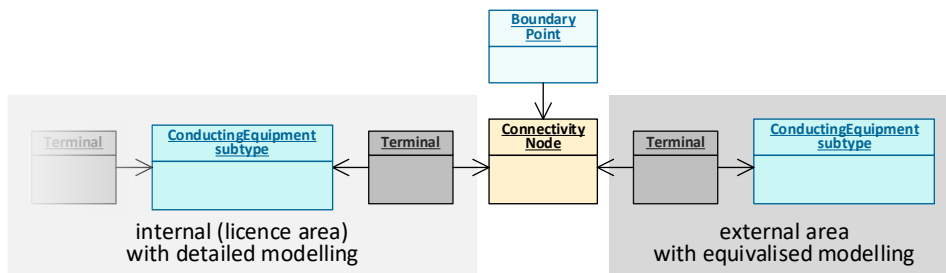 Boundary
Point
Terminal
ConductingEquipment
subtype
Terminal
Connectivity
Node
Terminal
ConductingEquipment
subtype
internal (licence area)
with detailed modelling
external area
with equivalised modelling